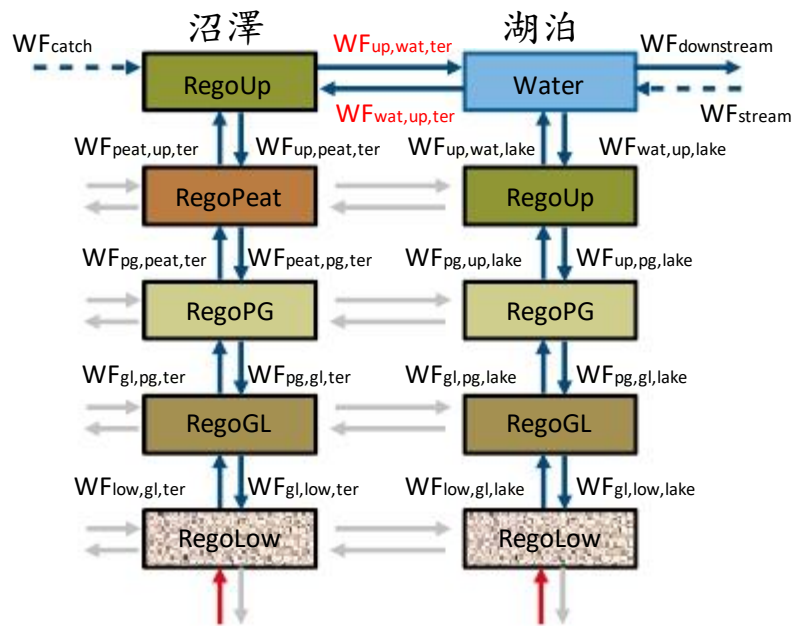 沼澤 湖泊
WFcatch WFup,wat,ter WFdownstream
RegoUp Water
WFwat,up,ter WFstream
WFpeat,up,ter WFup,peat,ter WFup,wat,lake WFwat,up,lake
RegoPeat RegoUp
WFpg,peat,ter WFpeat,pg,ter WFpg,up,lake WFup,pg,lake
RegoPG RegoPG
WFgl,pg,ter WFpg,gl,ter WFgl,pg,lake WFpg,gl,lake
RegoGL RegoGL
WFlow,gl,ter WFgl,low,ter WFlow,gl,lake WFgl,low,lake
RegoLow RegoLow